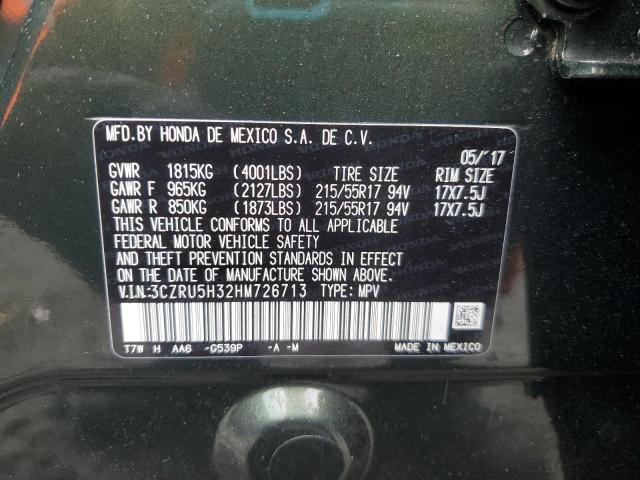 MFD.BY HONDA DE MEXICO S.A. DE C.V.
05/17
GVWR 1815KG (4001LBS) TIRE SIZE RIM SIZE
GAWR F 965KG (2127LBS) 215/55R17 94V 17X7.5J
GAWR R 850KG (1873LBS) 215/55R17 94V 17X7.5J
THIS VEHICLE CONFORMS TO ALL APPLICABLE
FEDERAL MOTOR VEHICLE SAFETY
AND THEFT PREVENTION STANDARDS IN EFFECT
ON THE DATE OF MANUFACTURE SHOWN ABOVE.
V.I.N:3CZRU5H32HM726713 TYPE: MPV
T7W H AA6 -G539P -A -M MADE IN MEXICO